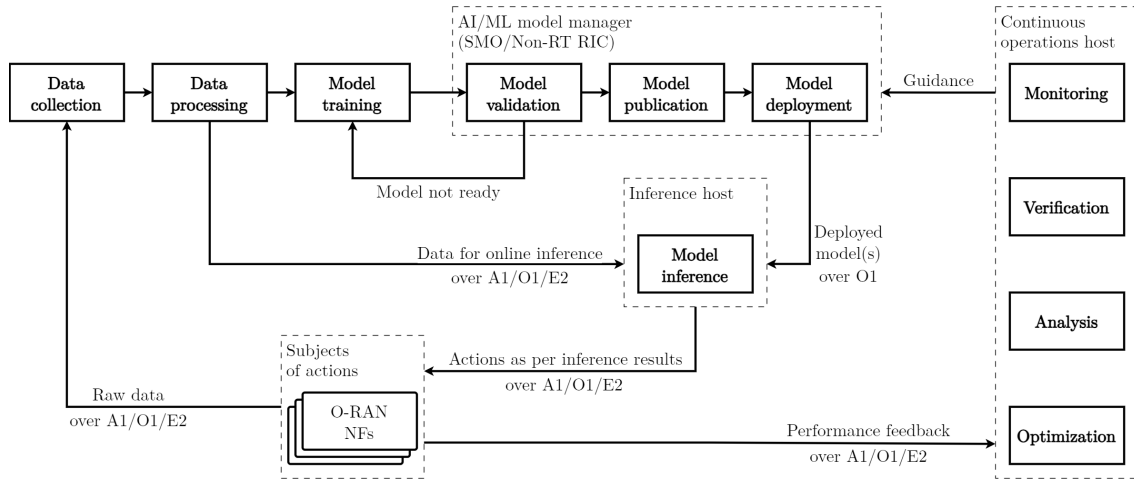 AI/ML model manager
(SMO/Non-RT RIC)
Continuous
operations host
Data
collection
Data
processing
Model
training
Model
validation
Model
publication
Model
deployment
Guidance
Monitoring
Model not ready
Inference host
Verification
Data for online inference
over A1/O1/E2
Model
inference
Deployed
model(s)
over O1
Analysis
Subjects
of actions
Actions as per inference results
over A1/O1/E2
Raw data
over A1/O1/E2
O-RAN
NFs
Performance feedback
over A1/O1/E2
Optimization